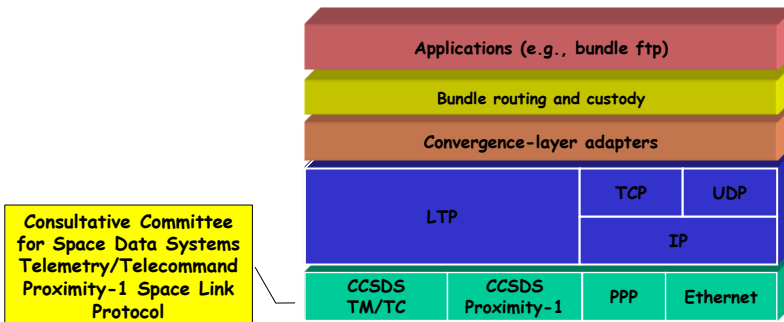 Applications (e.g., bundle ftp)
Bundle routing and custody
Convergence-layer adapters
LTP
TCP
UDP
IP
Consultative Committee
for Space Data Systems
Telemetry/Telecommand
Proximity-1 Space Link
Protocol
CCSDS
TM/TC
CCSDS
Proximity-1
PPP
Ethernet